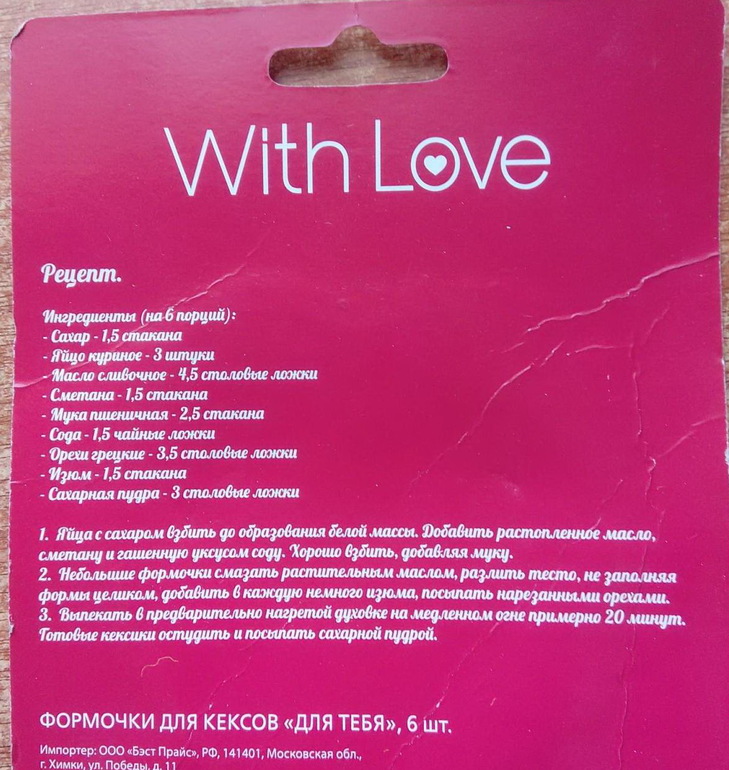 With Love
Рецепт.
Ингредиенты (на 6 порций):
- Сахар - 1,5 стакана
- Яйцо куриное - 3 штуки
- Масло сливочное - 4,5 столовые ложки
- Сметана - 1,5 стакана
- Мука пшеничная - 2,5 стакана
- Сода - 1,5 чайные ложки
- Орехи грецкие - 3,5 столовые ложки
- Изюм - 1,5 стакана
- Сахарная пудра - 3 столовые ложки
1. Яйца с сахаром взбить до образования белой массы. Добавить растопленное масло,
сметану и гашенную уксусом соду. Хорошо взбить, добавляя муку.
2. Небольшие формочки смазать растительным маслом, разлить тесто, не заполняя
формы целиком, добавить в каждую немного изюма, посыпать нарезанными орехами.
3. Выпекать в предварительно нагретой духовке на медленном огне примерно 20 минут.
Готовые кексики остудить и посыпать сахарной пудрой.
ФОРМОЧКИ ДЛЯ КЕКСОВ «ДЛЯ ТЕБЯ», 6 шт.
Импортер: ООО «Бэст Прайс», РФ, 141401, Московская обл.,
г. Химки, ул. Победы, д. 11